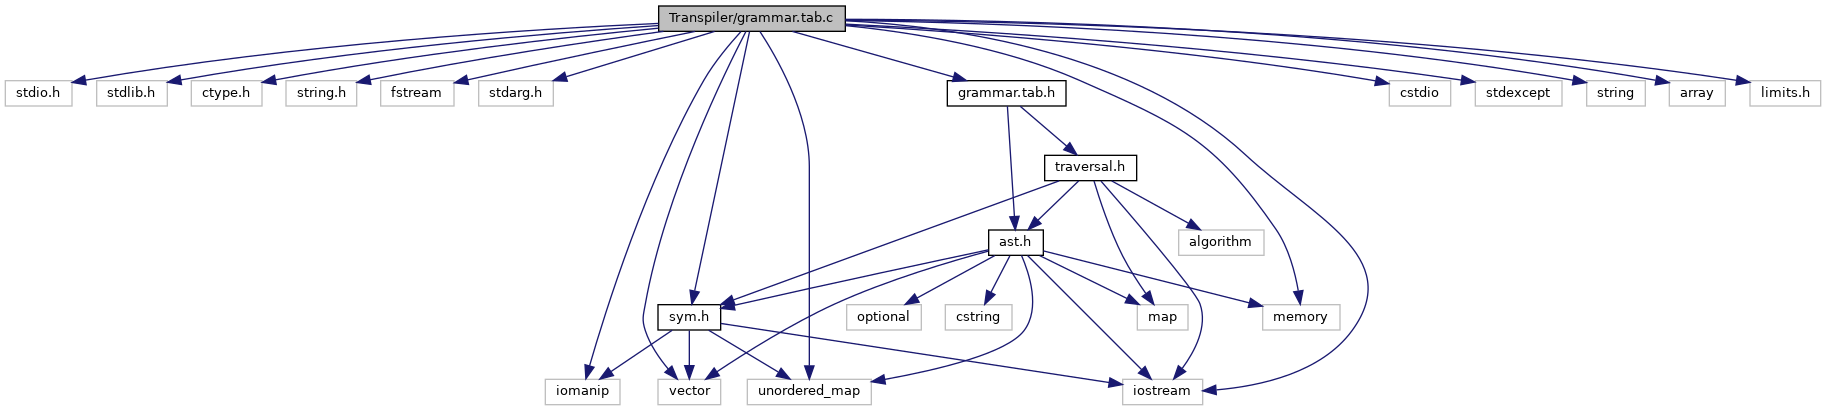 Transpiler/grammar.tab.c
stdio.h
stdlib.h
ctype.h
string.h
fstream
stdarg.h
grammar.tab.h
cstdio
stdexcept
string
array
limits.h
traversal.h
ast.h
algorithm
sym.h
optional
cstring
map
memory
iomanip
vector
unordered_map
iostream